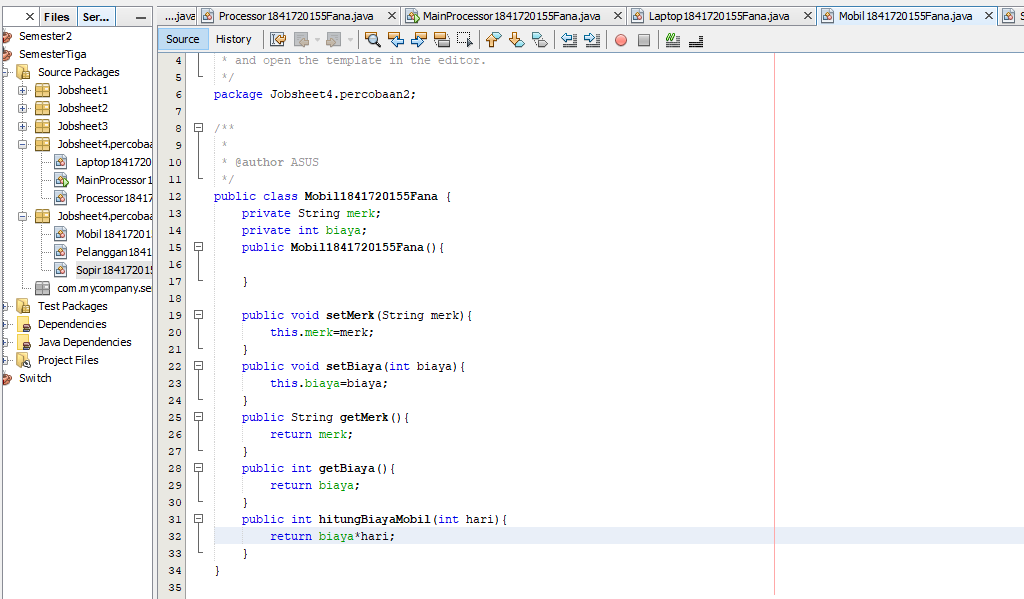 Files
Ser...
Semester2
SemesterTiga
Source Packages
Jobsheet1
Jobsheet2
Jobsheet3
Jobsheet4.percobaa
Laptop1841720
MainProcessor1
Processor18417
Jobsheet4.percobaa
Mobil18417201
Pelanggan1841
Sopir184172015
com.mycompany.se
Test Packages
Dependencies
Java Dependencies
Project Files
Switch
....java
Processor1841720155Fana.java
MainProcessor1841720155Fana.java
Laptop1841720155Fana.java
Mobil1841720155Fana.java
Source History
4 * and open the template in the editor.
5 */
6 package Jobsheet4.percobaan2;
7
8 /**
9 *
10 * @author ASUS
11 */
12 public class Mobil1841720155Fana {
13 private String merk;
14 private int biaya;
15 public Mobil1841720155Fana(){
16
17 }
18
19 public void setMerk(String merk){
20 this.merk=merk;
21 }
22 public void setBiaya(int biaya){
23 this.biaya=biaya;
24 }
25 public String getMerk(){
26 return merk;
27 }
28 public int getBiaya(){
29 return biaya;
30 }
31 public int hitungBiayaMobil(int hari){
32 return biaya*hari;
33 }
34 }
35